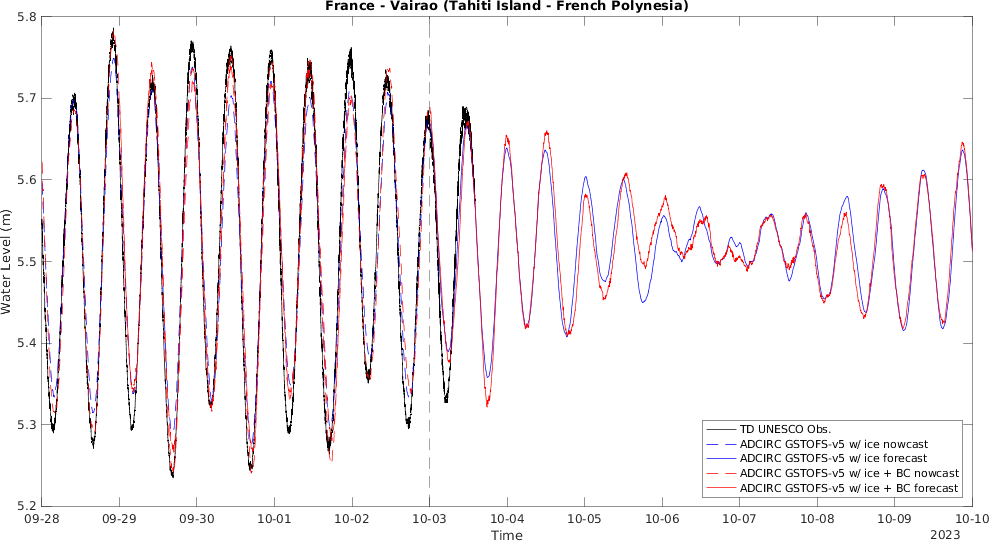 France - Vairao (Tahiti Island - French Polynesia)
5.8
5.7
5.6
5.5
5.4
5.3
5.2
Water Level (m)
TD UNESCO Obs.
ADCIRC GSTOFS-v5 w/ ice nowcast
ADCIRC GSTOFS-v5 w/ ice forecast
ADCIRC GSTOFS-v5 w/ ice + BC nowcast
ADCIRC GSTOFS-v5 w/ ice + BC forecast
09-28 09-29 09-30 10-01 10-02 10-03 10-04 10-05 10-06 10-07 10-08 10-09 10-10
Time
2023